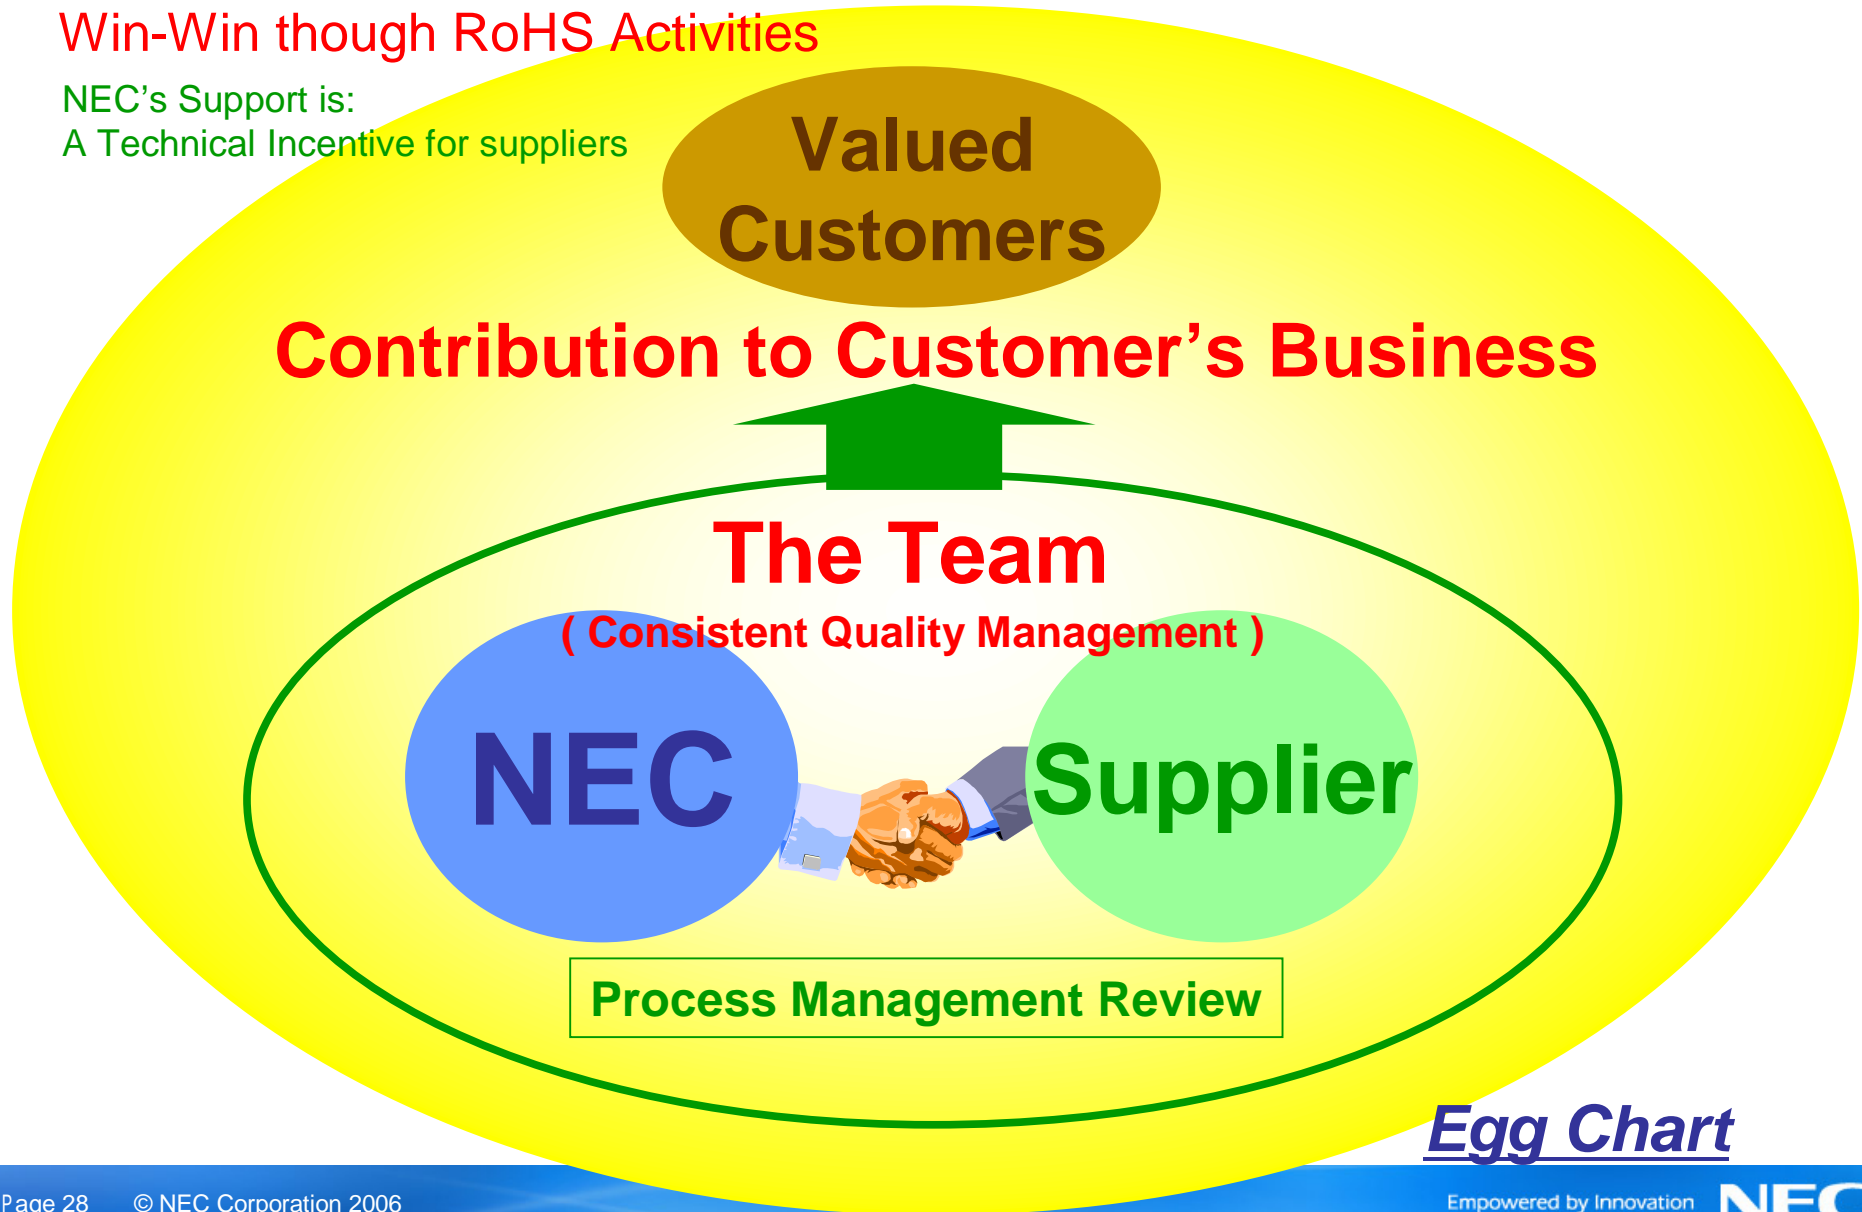 Win-Win though RoHS Activities
NEC's Support is:
A Technical Incentive for suppliers
Valued
Customers
Contribution to Customer's Business
The Team
( Consistent Quality Management )
NEC
Supplier
Process Management Review
Egg Chart
Page 28 © NEC Corporation 2006
Empowered by Innovation NEC